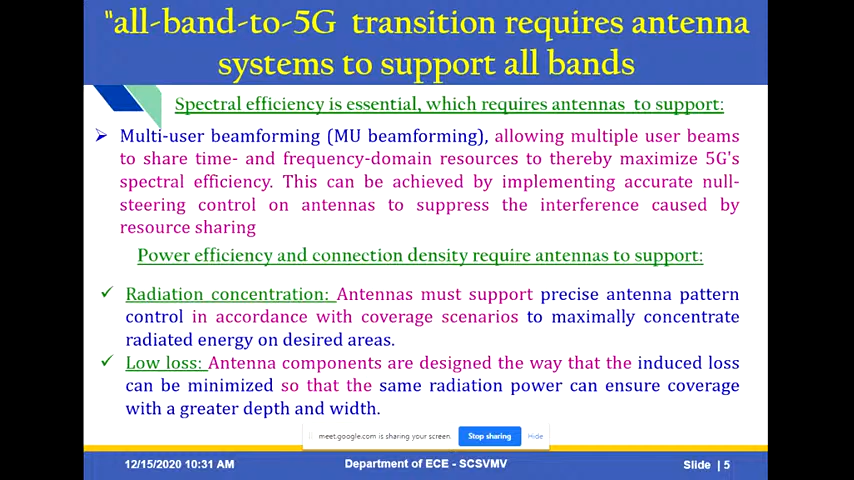 "all-band-to-5G transition requires antenna
systems to support all bands
Spectral efficiency is essential, which requires antennas to support:
➢ Multi-user beamforming (MU beamforming), allowing multiple user beams
to share time- and frequency-domain resources to thereby maximize 5G's
spectral efficiency. This can be achieved by implementing accurate null-
steering control on antennas to suppress the interference caused by
resource sharing
Power efficiency and connection density require antennas to support:
✓ Radiation concentration: Antennas must support precise antenna pattern
control in accordance with coverage scenarios to maximally concentrate
radiated energy on desired areas.
✓ Low loss: Antenna components are designed the way that the induced loss
can be minimized so that the same radiation power can ensure coverage
with a greater depth and width.
meet.google.com is sharing your screen. Stop sharing Hide
12/15/2020 10:31 AM Department of ECE - SCSVMV Slide | 5